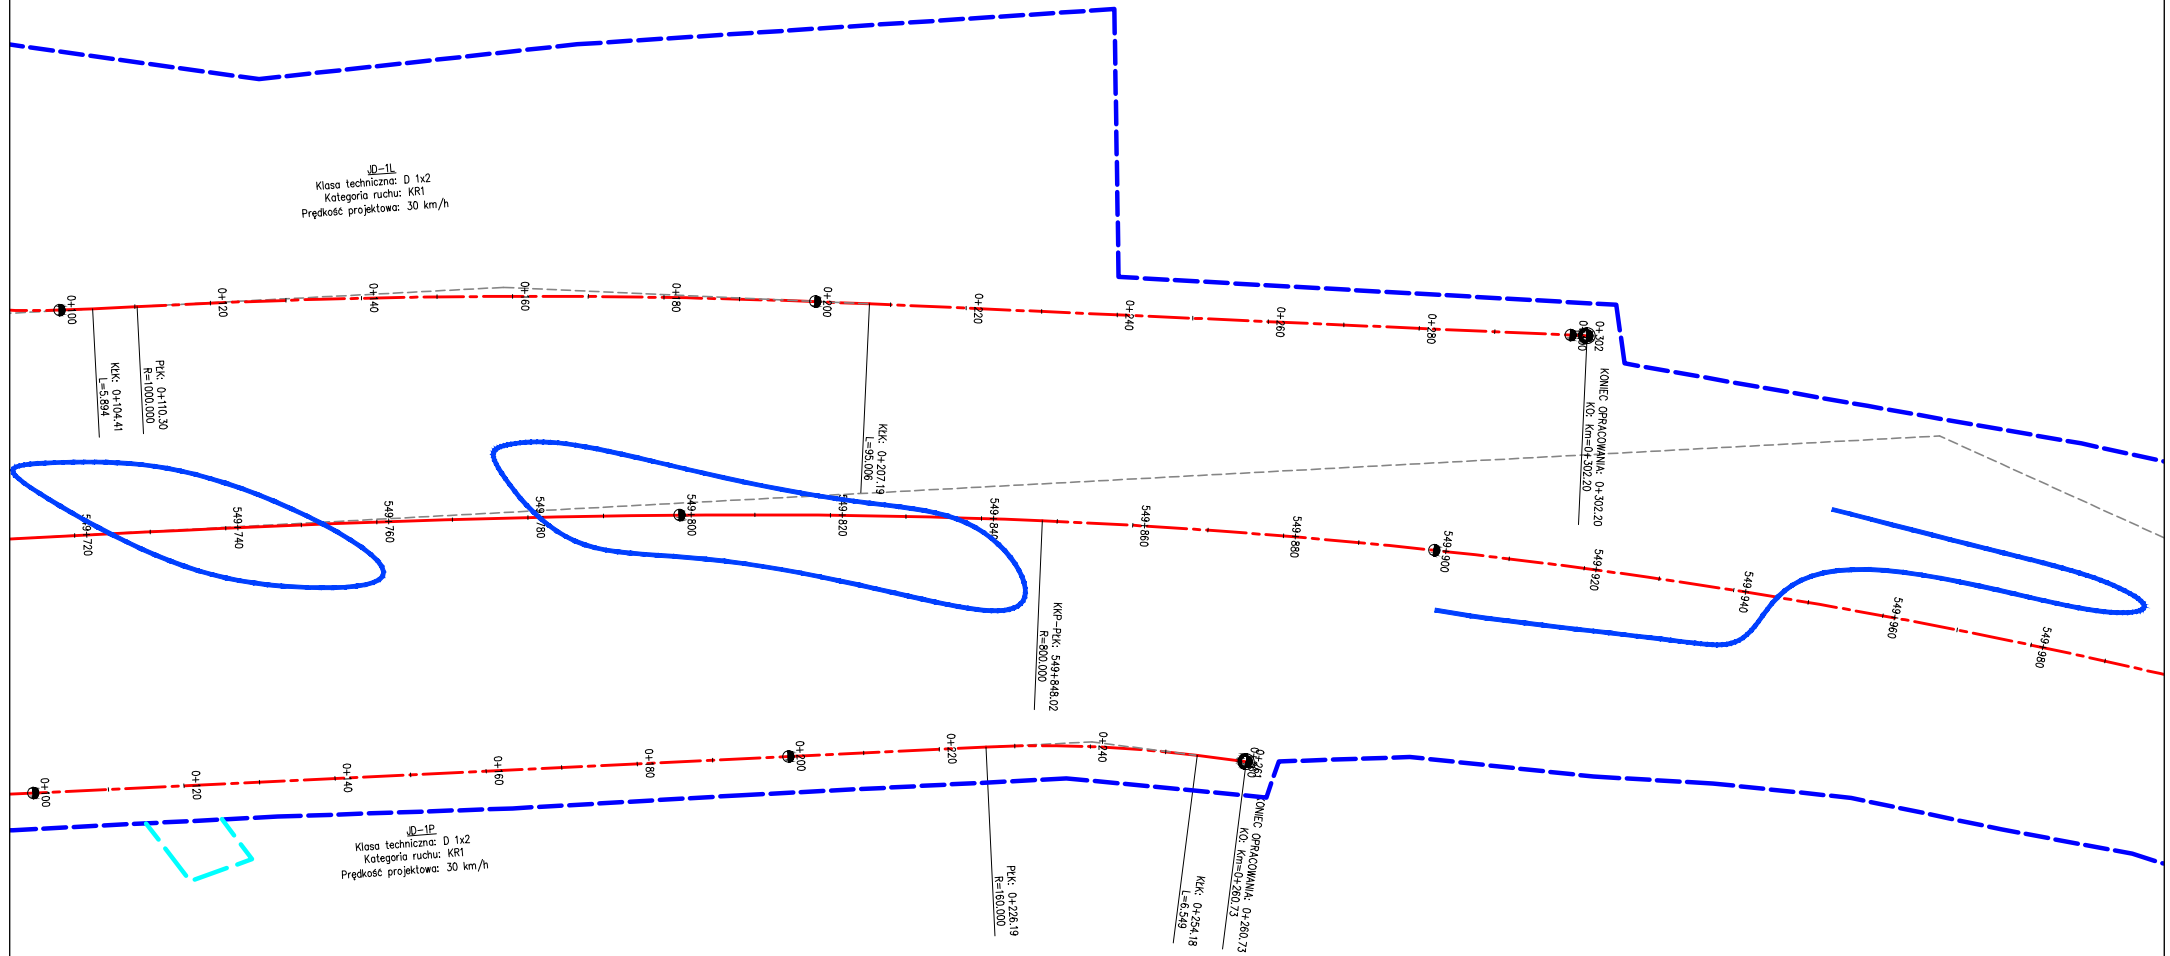 JD-1L
Klasa techniczna: D 1x2
Kategoria ruchu: KR1
Prędkość projektowa: 30 km/h
0+100
0+120
0+140
0+160
0+180
0+200
0+220
0+240
0+260
0+280
0+302
KŁK: 0+104.41
L=5.894
PŁK: 0+110.30
R=1000.000
KŁK: 0+207.19
L=95.006
KONIEC OPRACOWANIA: 0+302.20
KO: Km=0+302.20
549+720
549+740
549+760
549+780
549+800
549+820
549+840
549+860
549+880
549+900
549+920
549+940
549+960
549+980
KKP-PŁK: 549+848.02
R=800.000
0+100
0+120
0+140
0+160
0+180
0+200
0+220
0+240
0+261
PŁK: 0+226.19
R=160.000
KŁK: 0+254.18
L=6.549
KONIEC OPRACOWANIA: 0+260.73
KO: Km=0+260.73
JD-1P
Klasa techniczna: D 1x2
Kategoria ruchu: KR1
Prędkość projektowa: 30 km/h